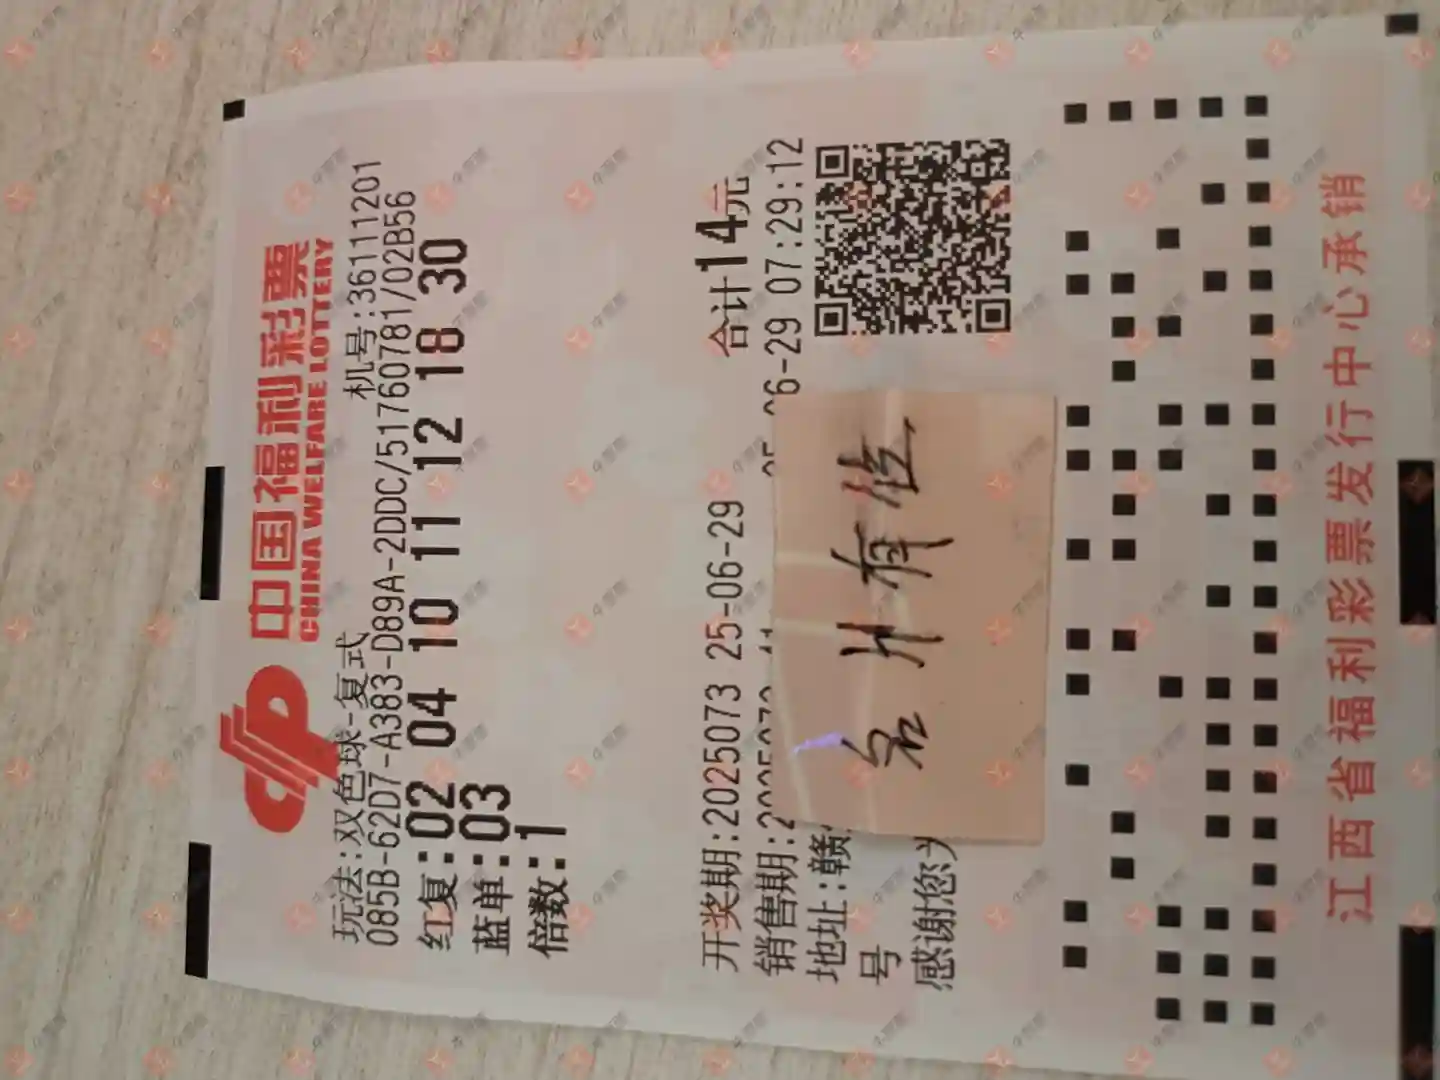 中国福利彩票
CHINA WELFARE LOTTERY
玩法:双色球-复式 机号:36111201
085B-62D7-A383-D89A-2DDC/51760781/02B56
红复:02 04 10 11 12 18 30
蓝单:03
倍数:1
合计14元
开奖期:2025073 25-06-29
销售期: 6-29 07:29:12
地址:赣
号
感谢您为
江西省福利彩票发行中心承销